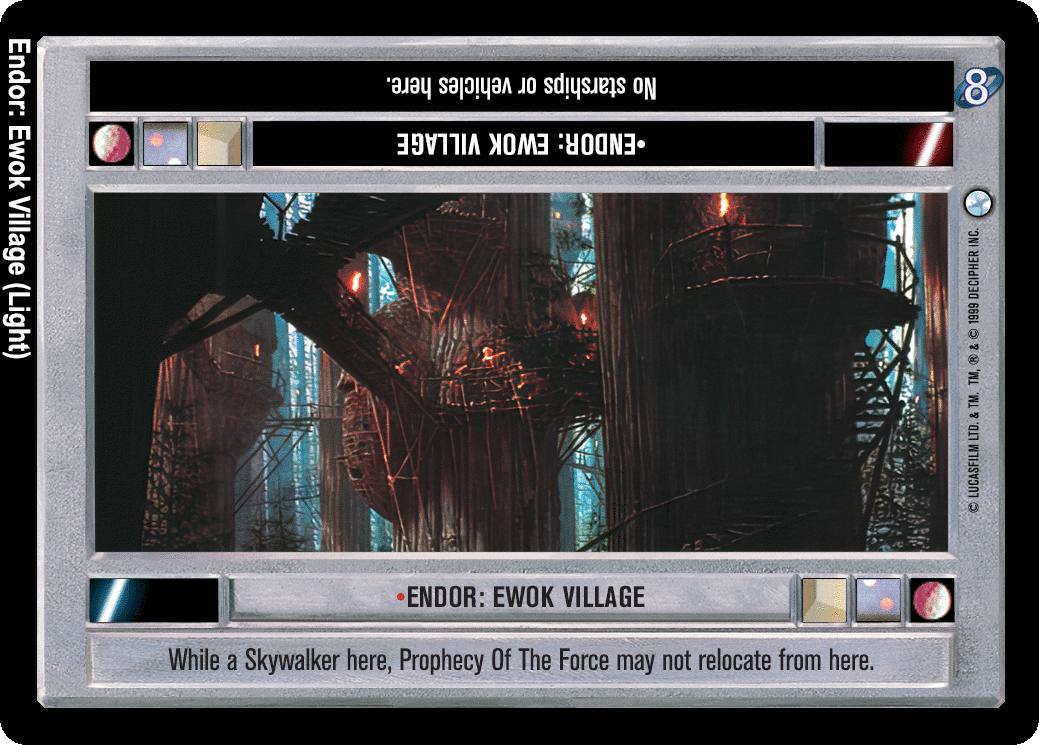 Endor: Ewok Village (Light)
No starships or vehicles here.
•ENDOR: EWOK VILLAGE
8
© LUCASFILM LTD. & TM. TM, ® & © 1999 DECIPHER INC.
•ENDOR: EWOK VILLAGE
While a Skywalker here, Prophecy Of The Force may not relocate from here.